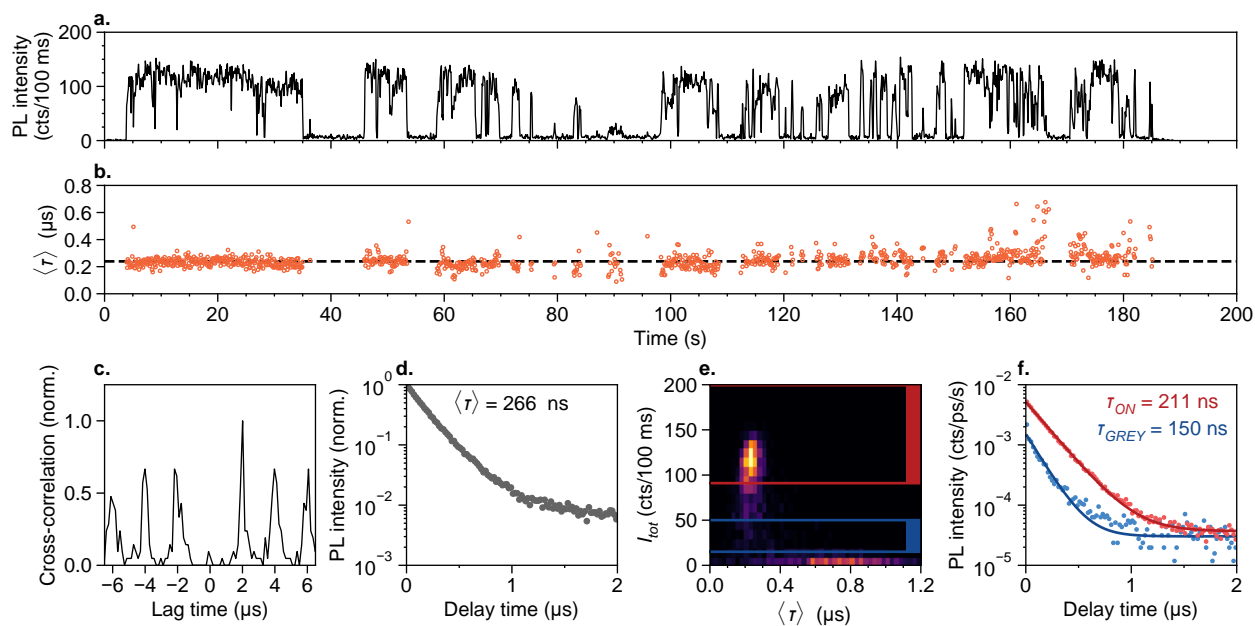 a.
PL intensity
(cts/100 ms)
200
100
0
b.
⟨τ⟩ (μs)
0.8
0.6
0.4
0.2
0.0
0 20 40 60 80 100 120 140 160 180 200
Time (s)
c.
Cross-correlation (norm.)
1.0
0.5
0.0
-6 -4 -2 0 2 4 6
Lag time (μs)
d.
PL intensity (norm.)
10⁰
10⁻¹
10⁻²
10⁻³
⟨τ⟩ = 266 ns
0 1 2
Delay time (μs)
e.
I_tot (cts/100 ms)
200
150
100
50
0
0.0 0.4 0.8 1.2
⟨τ⟩ (μs)
f.
PL intensity (cts/ps/s)
10⁻²
10⁻³
10⁻⁴
10⁻⁵
τ_ON = 211 ns
τ_GREY = 150 ns
0 1 2
Delay time (μs)